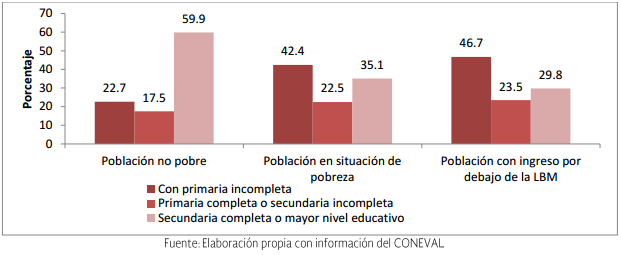 70
60
50
40
30
20
10
0
Porcentaje
22.7
17.5
59.9
42.4
22.5
35.1
46.7
23.5
29.8
Población no pobre
Población en situación de
pobreza
Población con ingreso por
debajo de la LBM
Con primaria incompleta
Primaria completa o secundaria incompleta
Secundaria completa o mayor nivel educativo
Fuente: Elaboración propia con información del CONEVAL